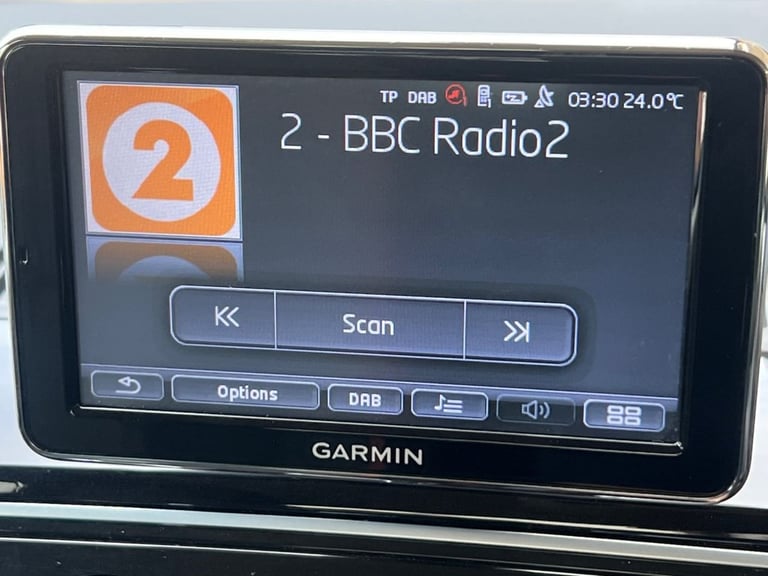 TP DAB 03:30 24.0°C
2
2 - BBC Radio2
Scan
Options DAB
GARMIN